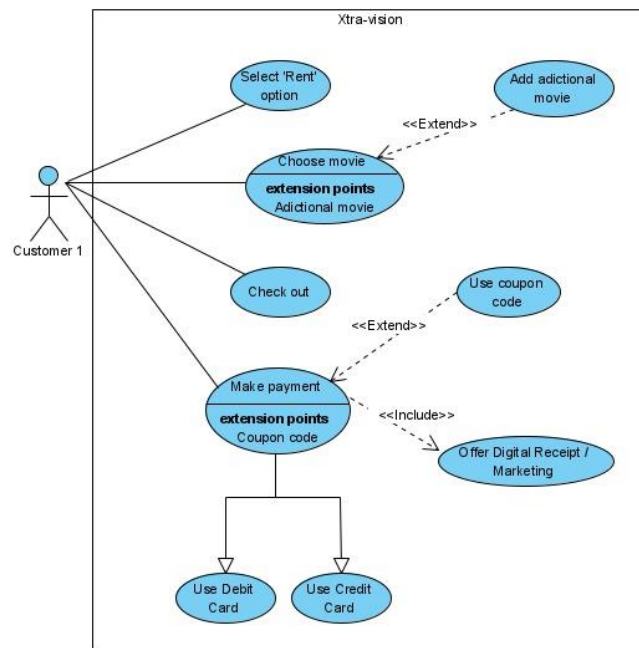 Xtra-vision
Select 'Rent'
option
Add adictional
movie
<<Extend>>
Choose movie
extension points
Adictional movie
Customer 1
Check out
Use coupon
code
<<Extend>>
Make payment
extension points
Coupon code
<<Include>>
Offer Digital Receipt /
Marketing
Use Debit
Card
Use Credit
Card